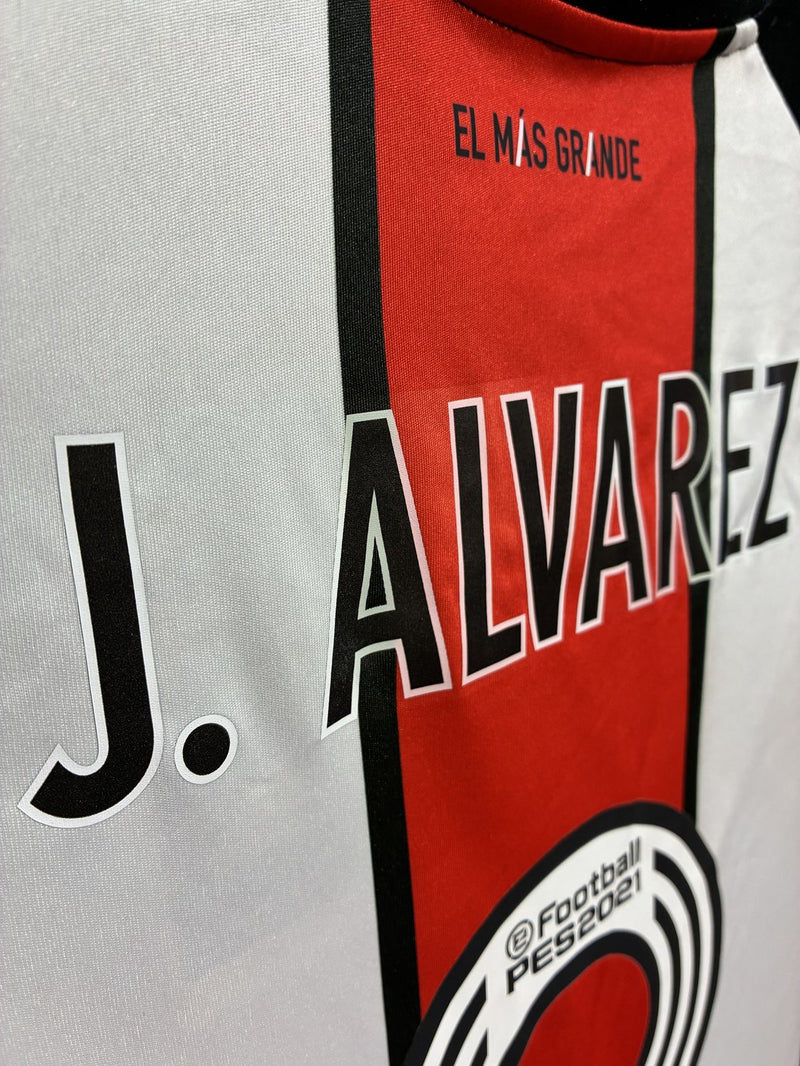 EL MÁS GRANDE
J. ALVAREZ
eFootball
PES2021